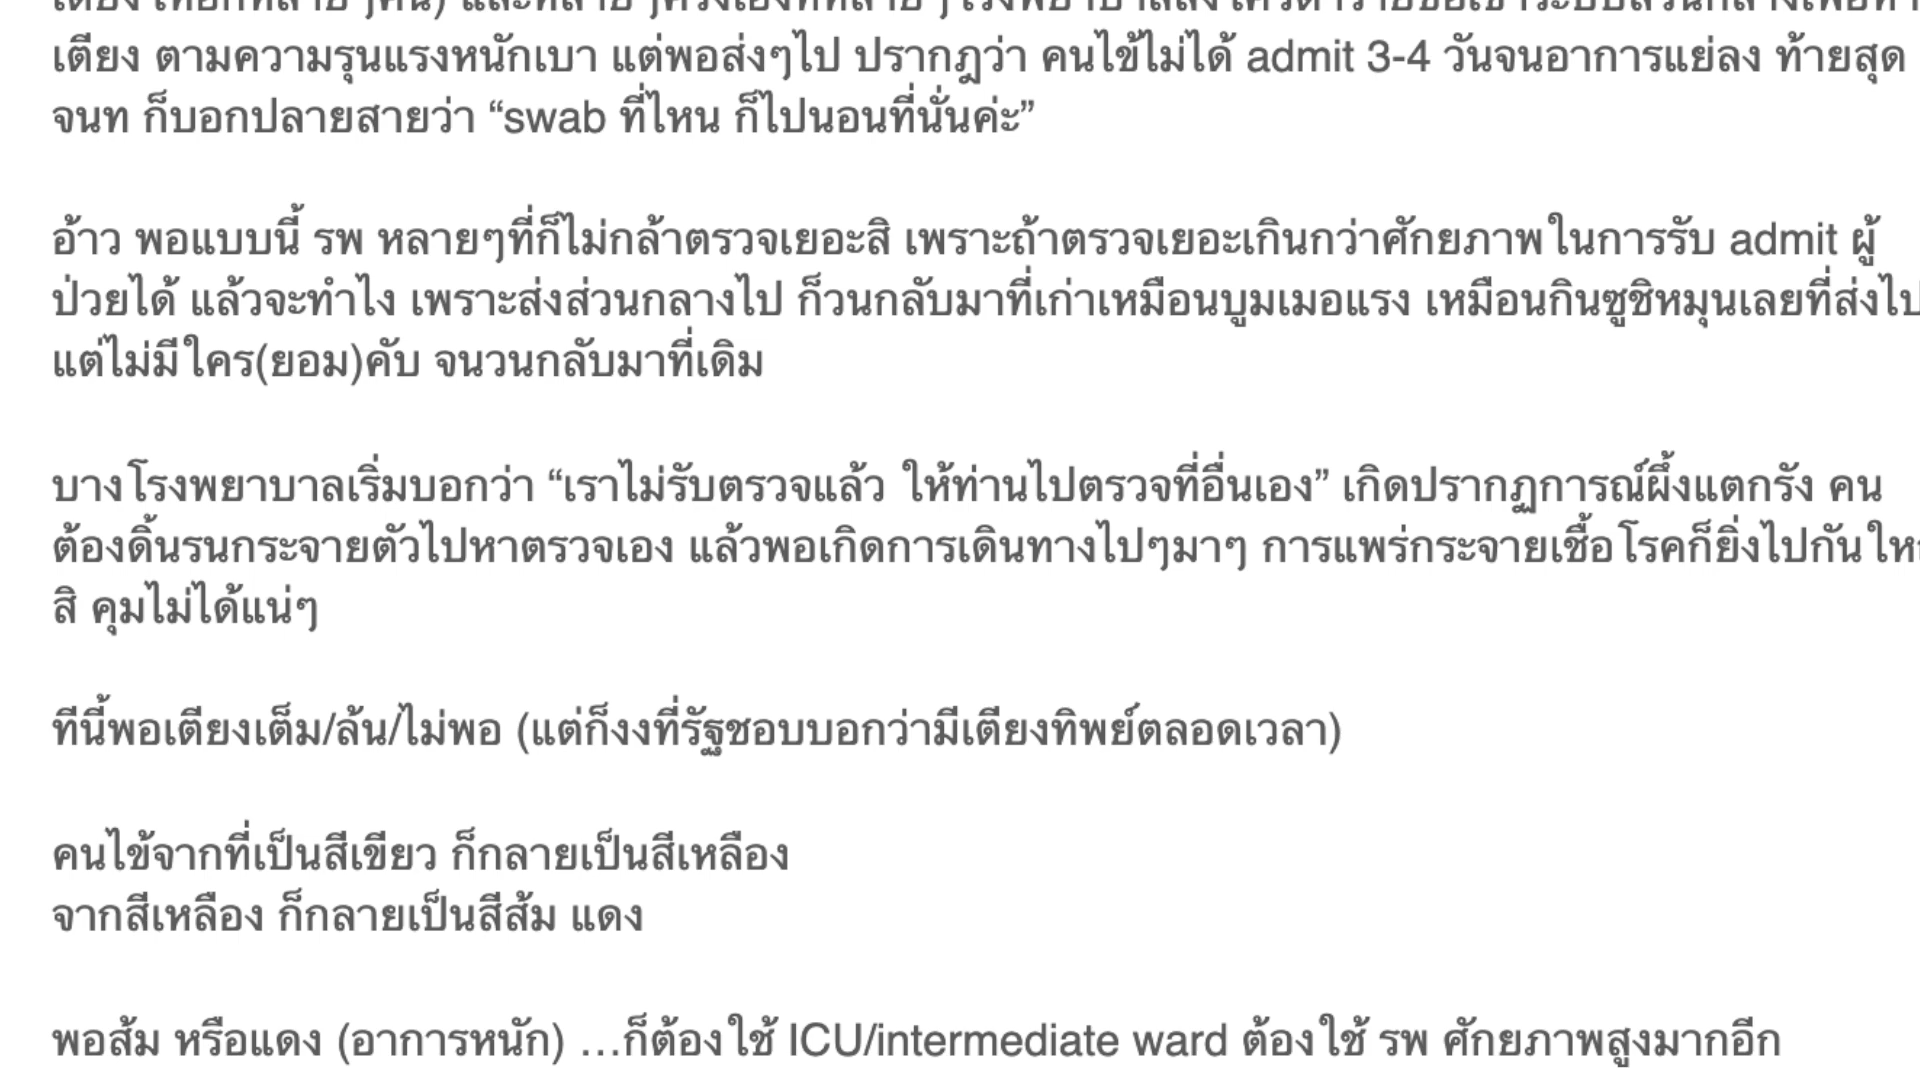 เตียง ตามความรุนแรงหนักเบา แต่พอส่งๆไป ปรากฎว่า คนไข้ไม่ได้ admit 3-4 วันจนอาการแย่ลง ท้ายสุด
จนท ก็บอกปลายสายว่า “swab ที่ไหน ก็ไปนอนที่นั่นค่ะ”
อ้าว พอแบบนี้ รพ หลายๆที่ก็ไม่กล้าตรวจเยอะสิ เพราะถ้าตรวจเยอะเกินกว่าศักยภาพในการรับ admit ผู้
ป่วยได้ แล้วจะทำไง เพราะส่งส่วนกลางไป ก็วนกลับมาที่เก่าเหมือนบูมเมอแรง เหมือนกินซูชิหมุนเลยที่ส่งไป
แต่ไม่มีใคร(ยอม)คับ จนวนกลับมาที่เดิม
บางโรงพยาบาลเริ่มบอกว่า “เราไม่รับตรวจแล้ว ให้ท่านไปตรวจที่อื่นเอง” เกิดปรากฏการณ์ผึ้งแตกรัง คน
ต้องดิ้นรนกระจายตัวไปหาตรวจเอง แล้วพอเกิดการเดินทางไปๆมาๆ การแพร่กระจายเชื้อโรคก็ยิ่งไปกัน
สิ คุมไม่ได้แน่ๆ
ทีนี้พอเตียงเต็ม/ล้น/ไม่พอ (แต่ก็งงที่รัฐชอบบอกว่ามีเตียงทิพย์ตลอดเวลา)
คนไข้จากที่เป็นสีเขียว ก็กลายเป็นสีเหลือง
จากสีเหลือง ก็กลายเป็นสีส้ม แดง
พอส้ม หรือแดง (อาการหนัก) …ก็ต้องใช้ ICU/intermediate ward ต้องใช้ รพ ศักยภาพสูงมากอีก